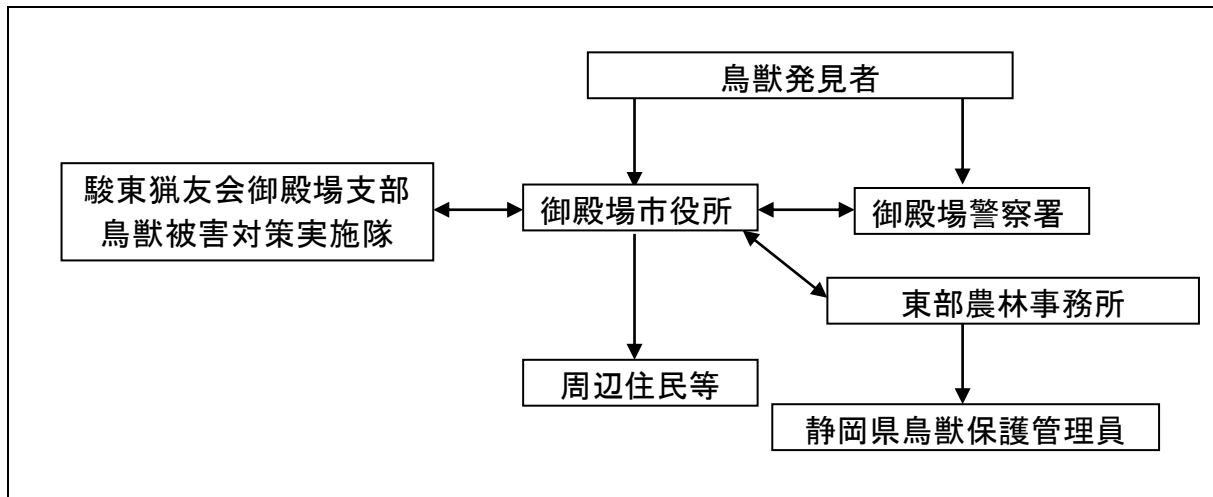 鳥獣発見者
駿東猟友会御殿場支部
鳥獣被害対策実施隊
御殿場市役所
御殿場警察署
東部農林事務所
周辺住民等
静岡県鳥獣保護管理員